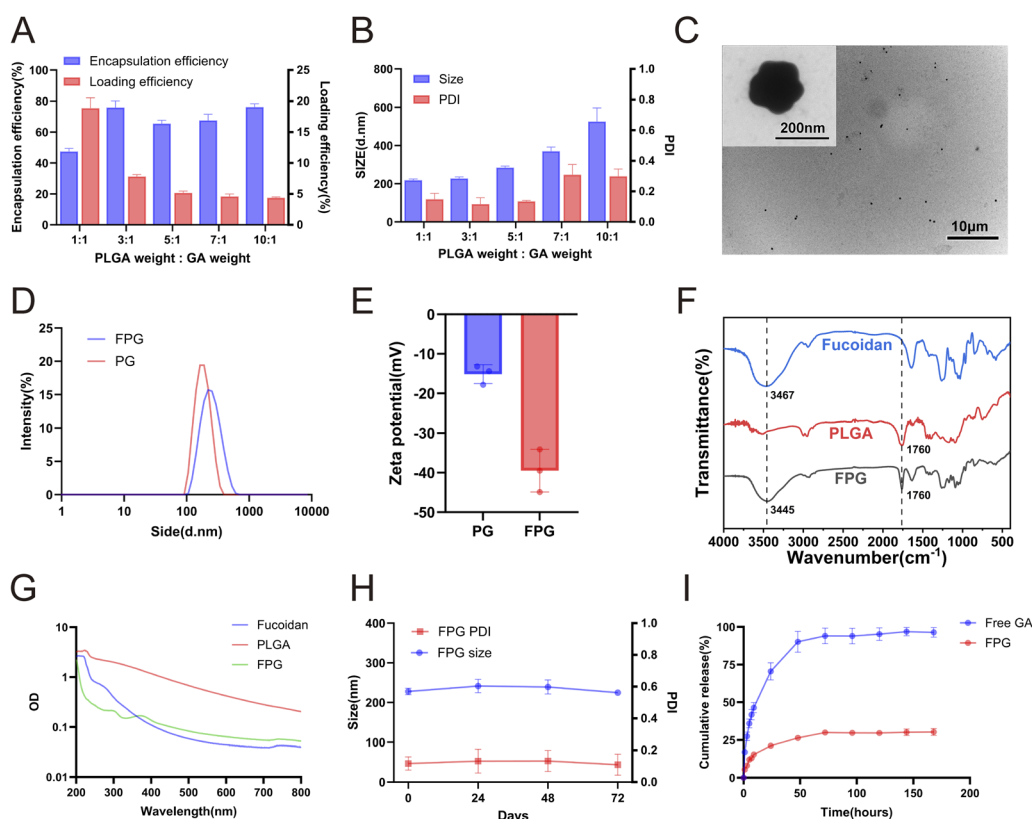 A
Encapsulation efficiency
Loading efficiency
Encapsulation efficiency(%)
100
80
60
40
20
0
25
20
15
10
5
0
Loading efficiency(%)
1:1 3:1 5:1 7:1 10:1
PLGA weight : GA weight
B
Size
PDI
SIZE(d.nm)
800
600
400
200
0
1.0
0.8
0.6
0.4
0.2
0.0
PDI
1:1 3:1 5:1 7:1 10:1
PLGA weight : GA weight
C
200nm
10μm
D
FPG
PG
Intensity(%)
25
20
15
10
5
0
1 10 100 1000 10000
Side(d.nm)
E
Zeta potential(mV)
0
-10
-20
-30
-40
-50
PG FPG
F
Transmittance(%)
Fucoidan
3467
PLGA
1760
FPG
1760
3445
4000 3500 3000 2500 2000 1500 1000 500
Wavenumber(cm-1)
G
Fucoidan
PLGA
FPG
OD
10
1
0.1
0.01
200 300 400 500 600 700 800
Wavelength(nm)
H
FPG PDI
FPG size
Size(nm)
400
300
200
100
0
1.0
0.8
0.6
0.4
0.2
0.0
PDI
0 24 48 72
Days
I
Free GA
FPG
Cumulative release(%)
100
75
50
25
0
0 50 100 150 200
Time(hours)